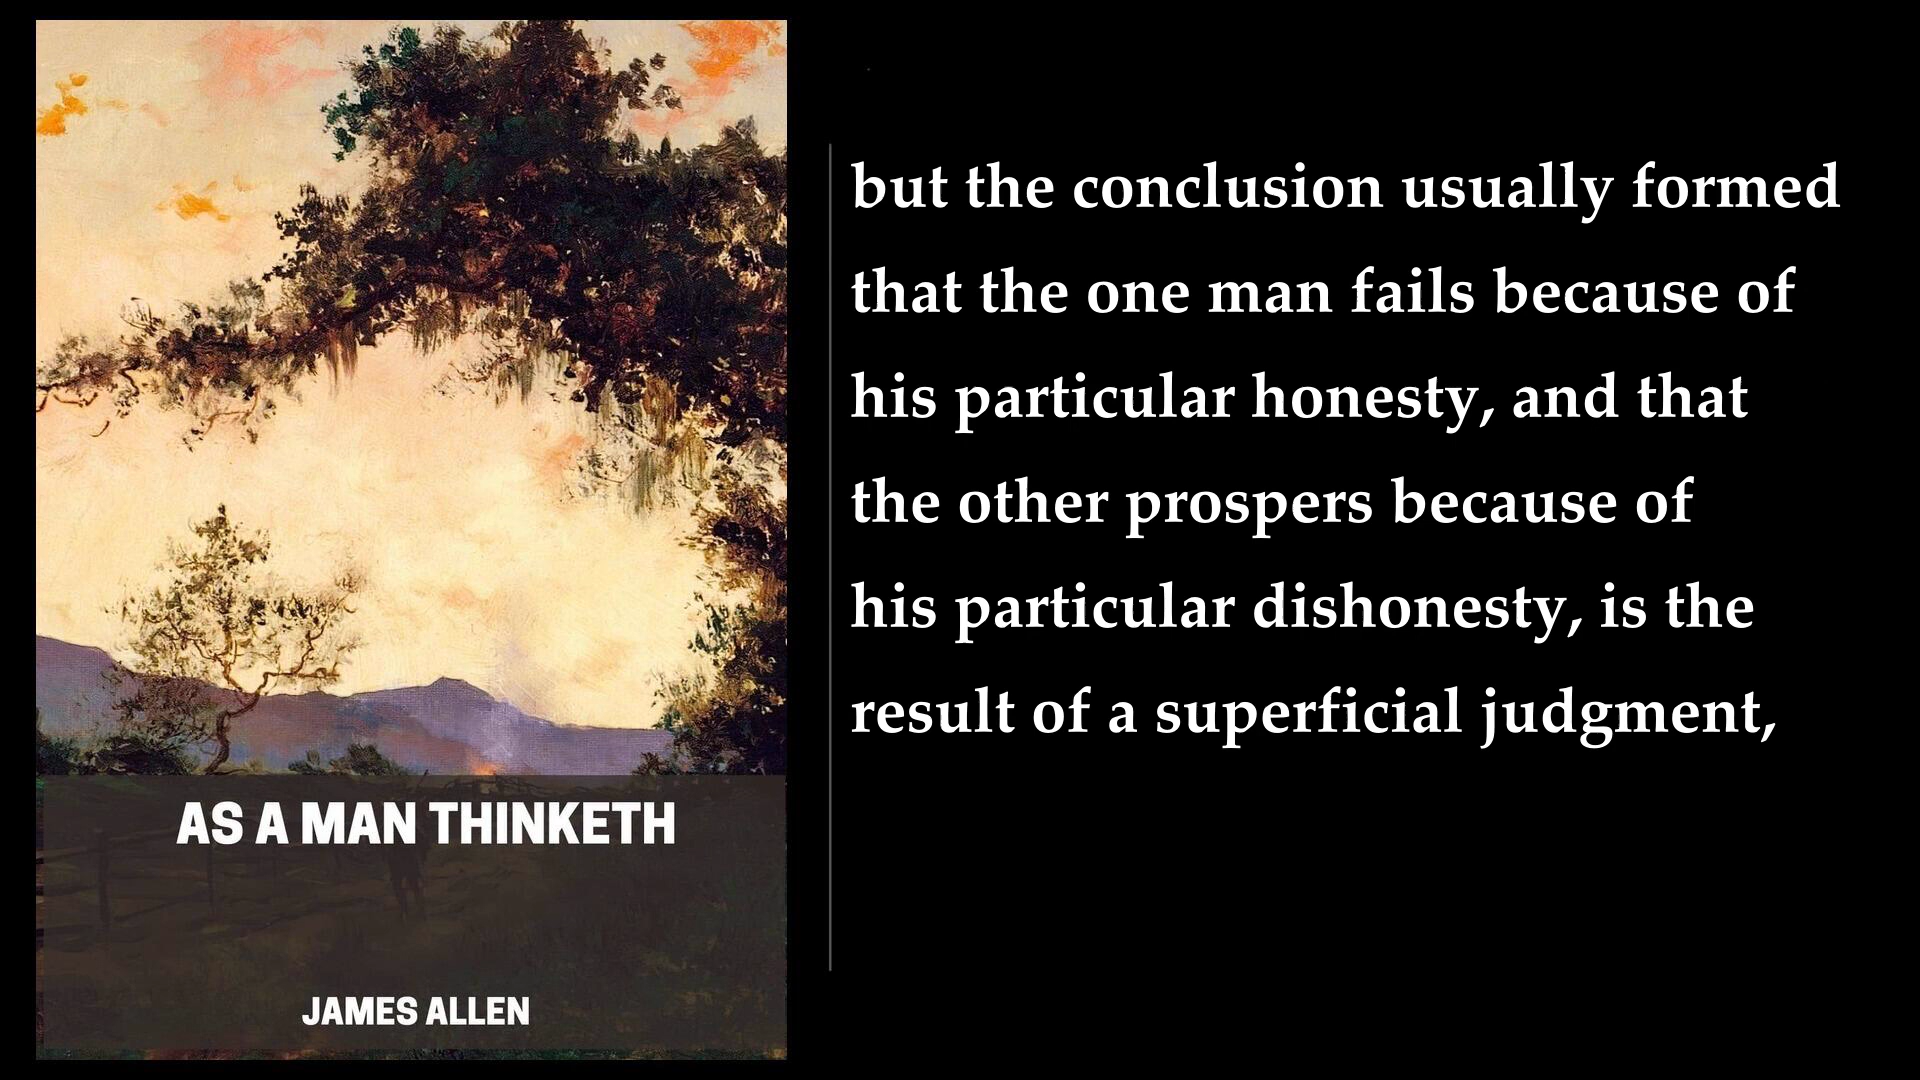 AS A MAN THINKETH
JAMES ALLEN
but the conclusion usually formed
that the one man fails because of
his particular honesty, and that
the other prospers because of
his particular dishonesty, is the
result of a superficial judgment,